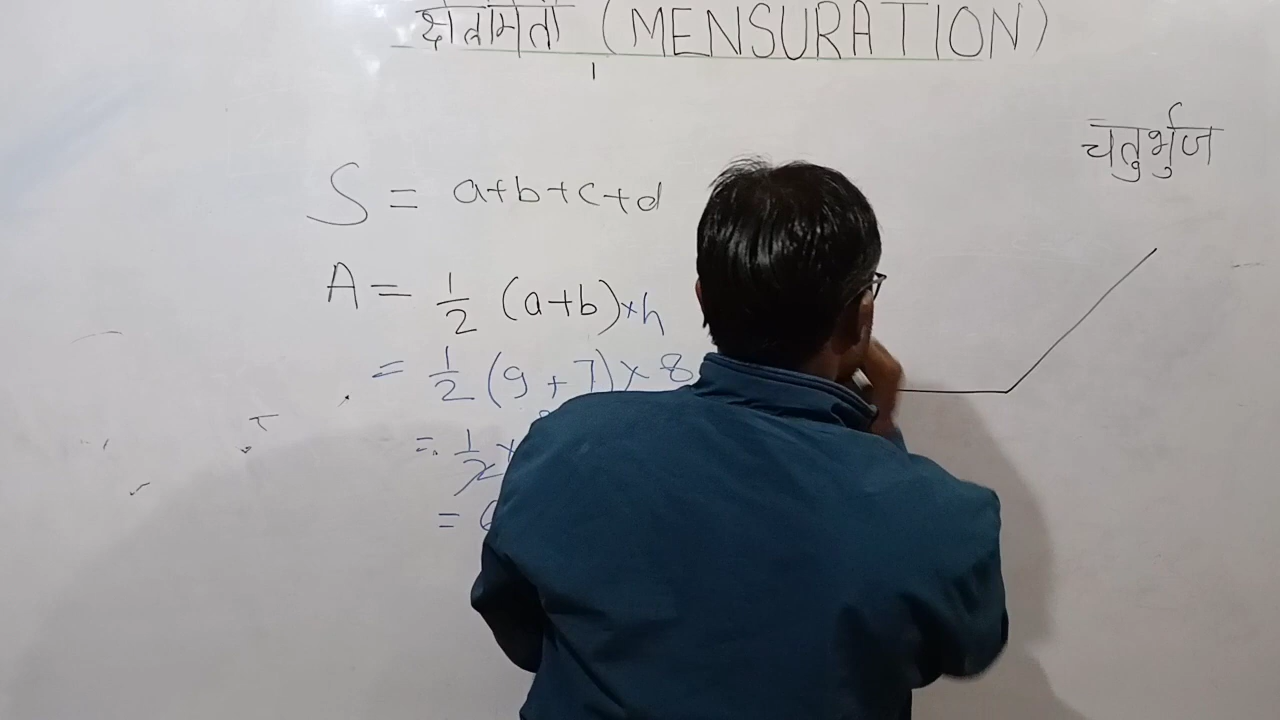 क्षेत्रमिती (MENSURATION)
चतुर्भुज
S = a+b+c+d
A = 1/2 (a+b)×h
= 1/2 (9+7)×8
= 1/2 ×
=